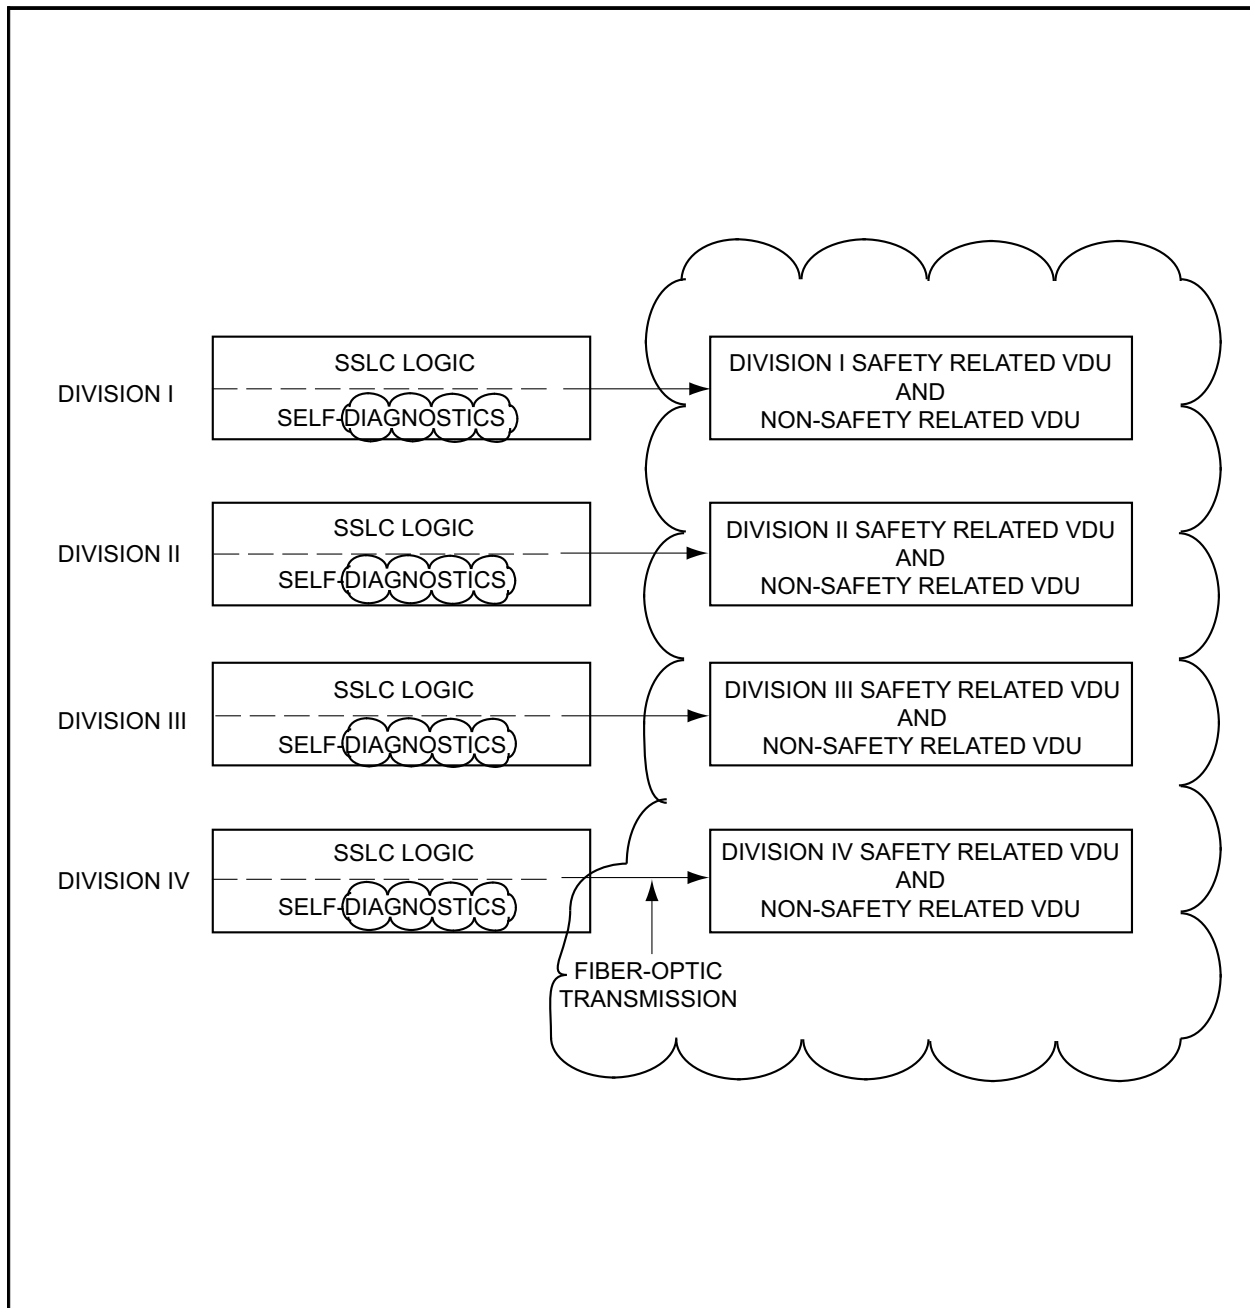 SSLC LOGIC
DIVISION I
SELF-DIAGNOSTICS
DIVISION I SAFETY RELATED VDU
AND
NON-SAFETY RELATED VDU
SSLC LOGIC
DIVISION II
SELF-DIAGNOSTICS
DIVISION II SAFETY RELATED VDU
AND
NON-SAFETY RELATED VDU
SSLC LOGIC
DIVISION III
SELF-DIAGNOSTICS
DIVISION III SAFETY RELATED VDU
AND
NON-SAFETY RELATED VDU
SSLC LOGIC
DIVISION IV
SELF-DIAGNOSTICS
DIVISION IV SAFETY RELATED VDU
AND
NON-SAFETY RELATED VDU
FIBER-OPTIC
TRANSMISSION